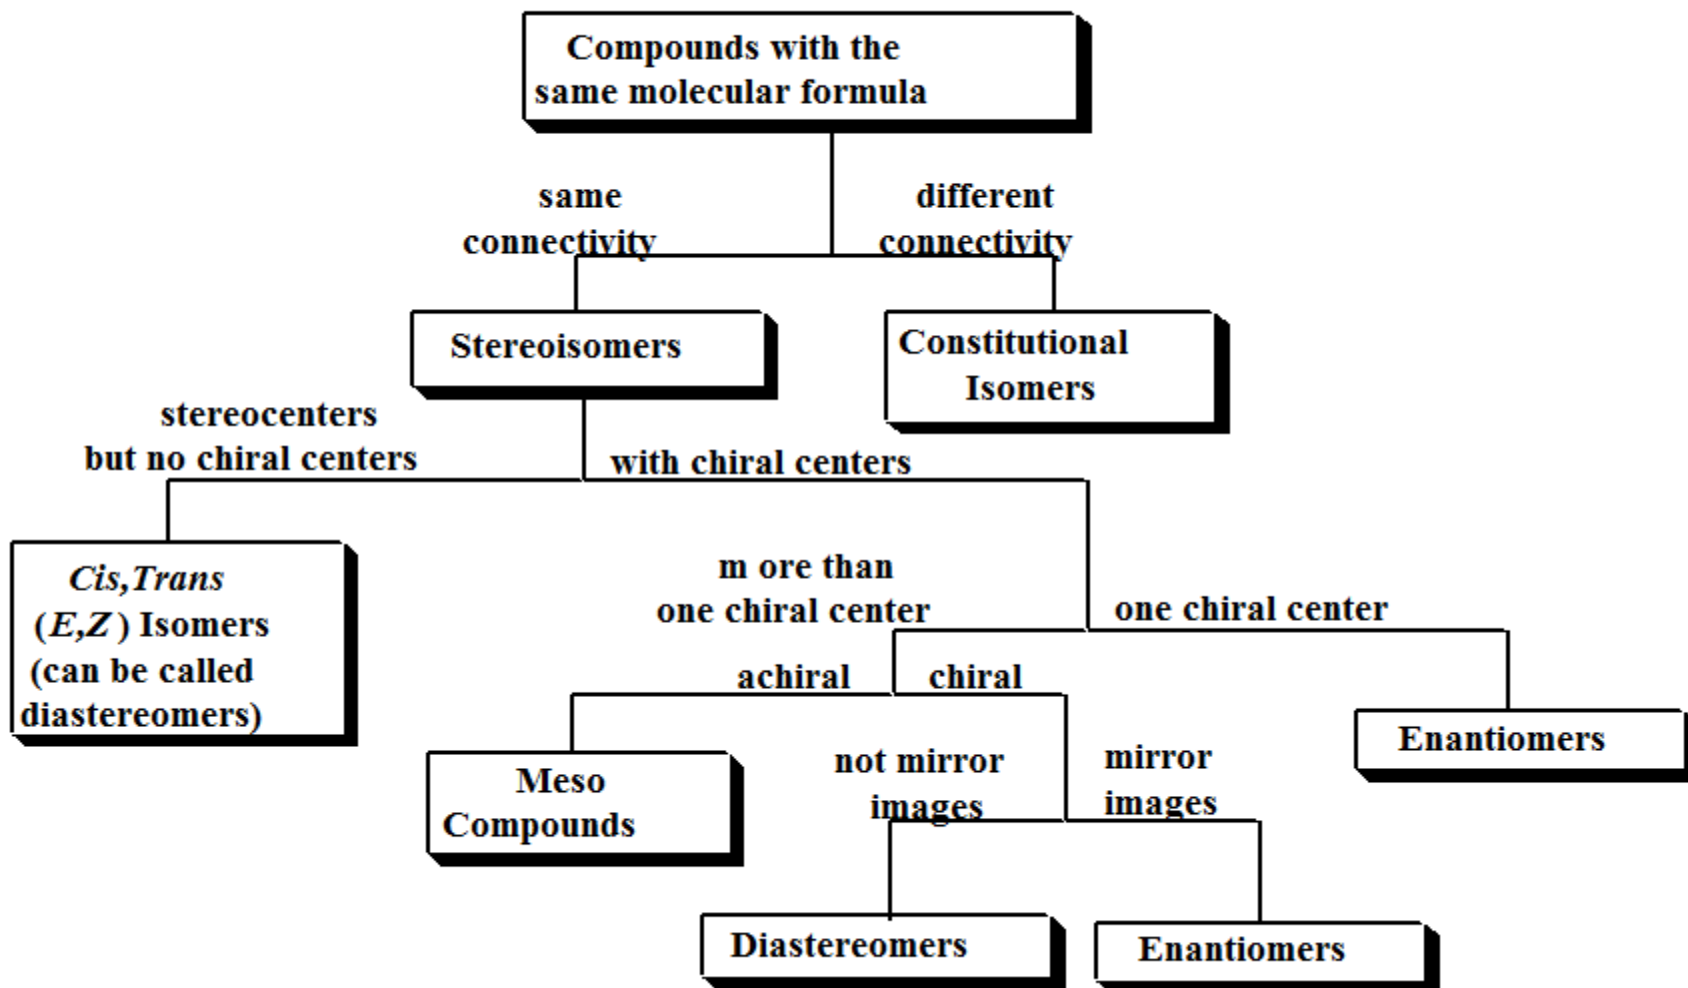 Compounds with the
same molecular formula
same
connectivity
different
connectivity
Stereoisomers
Constitutional
Isomers
stereocenters
but no chiral centers
with chiral centers
Cis,Trans
(E,Z ) Isomers
(can be called
diastereomers)
m ore than
one chiral center
one chiral center
achiral
chiral
Enantiomers
Meso
Compounds
not mirror
images
mirror
images
Diastereomers
Enantiomers